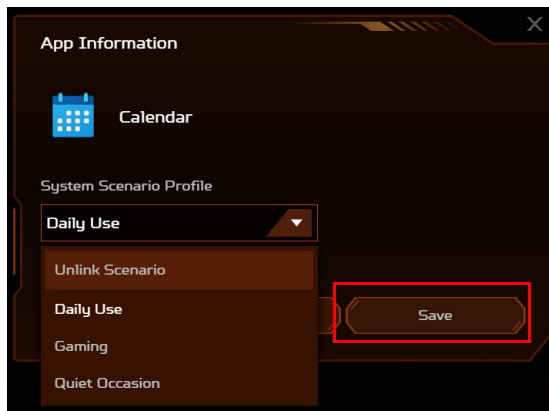 X
App Information
Calendar
System Scenario Profile
Daily Use
Unlink Scenario
Daily Use
Gaming
Quiet Occasion
Save